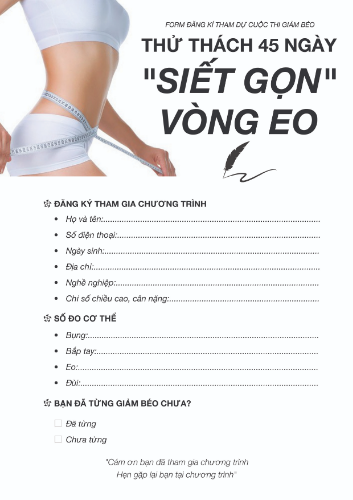 FORM ĐĂNG KÍ THAM DỰ CUỘC THI GIẢM BÉO
THỬ THÁCH 45 NGÀY
"SIẾT GỌN"
VÒNG EO
ĐĂNG KÝ THAM GIA CHƯƠNG TRÌNH
• Họ và tên:
• Số điện thoại:
• Ngày sinh:
• Địa chỉ:
• Nghề nghiệp:
• Chỉ số chiều cao, cân nặng:
SỐ ĐO CƠ THỂ
• Bụng:
• Bắp tay:
• Eo:
• Đùi:
BẠN ĐÃ TỪNG GIẢM BÉO CHƯA?
Đã từng
Chưa từng
"Cảm ơn bạn đã tham gia chương trình
Hẹn gặp lại bạn tại chương trình"